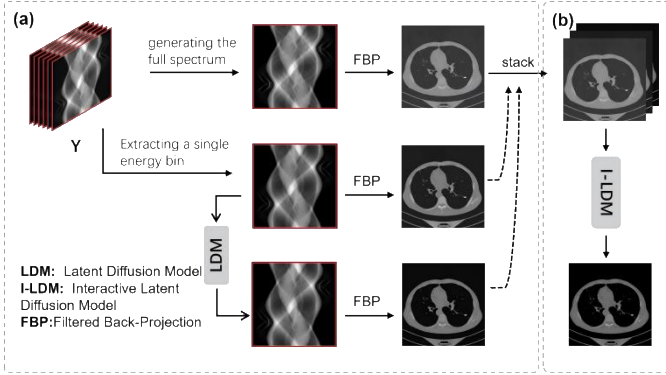 (a)
(b)
generating the
full spectrum
FBP
stack
Y
Extracting a single
energy bin
FBP
I-LDM
LDM
LDM: Latent Diffusion Model
I-LDM: Interactive Latent
Diffusion Model
FBP:Filtered Back-Projection
FBP